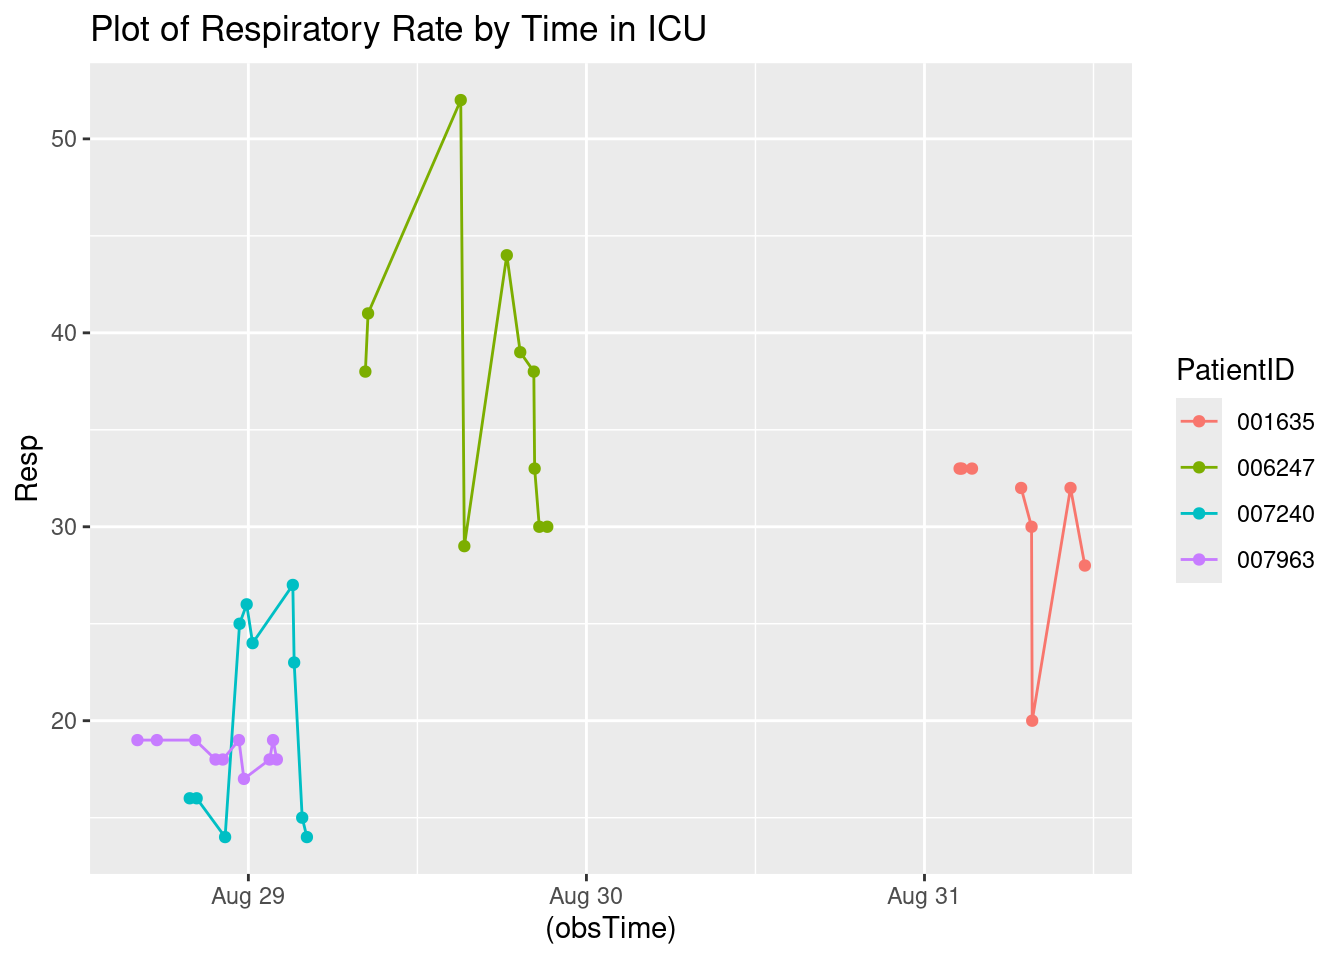 Plot of Respiratory Rate by Time in ICU
50
40
30
20
Resp
Aug 29
Aug 30
Aug 31
(obsTime)
PatientID
001635
006247
007240
007963